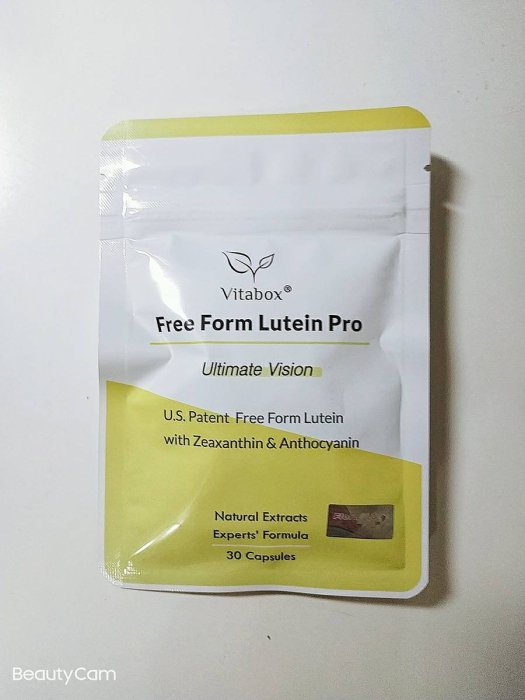 Vitabox®
Free Form Lutein Pro
Ultimate Vision
U.S. Patent Free Form Lutein
with Zeaxanthin & Anthocyanin
Natural Extracts
Experts' Formula
30 Capsules
BeautyCam